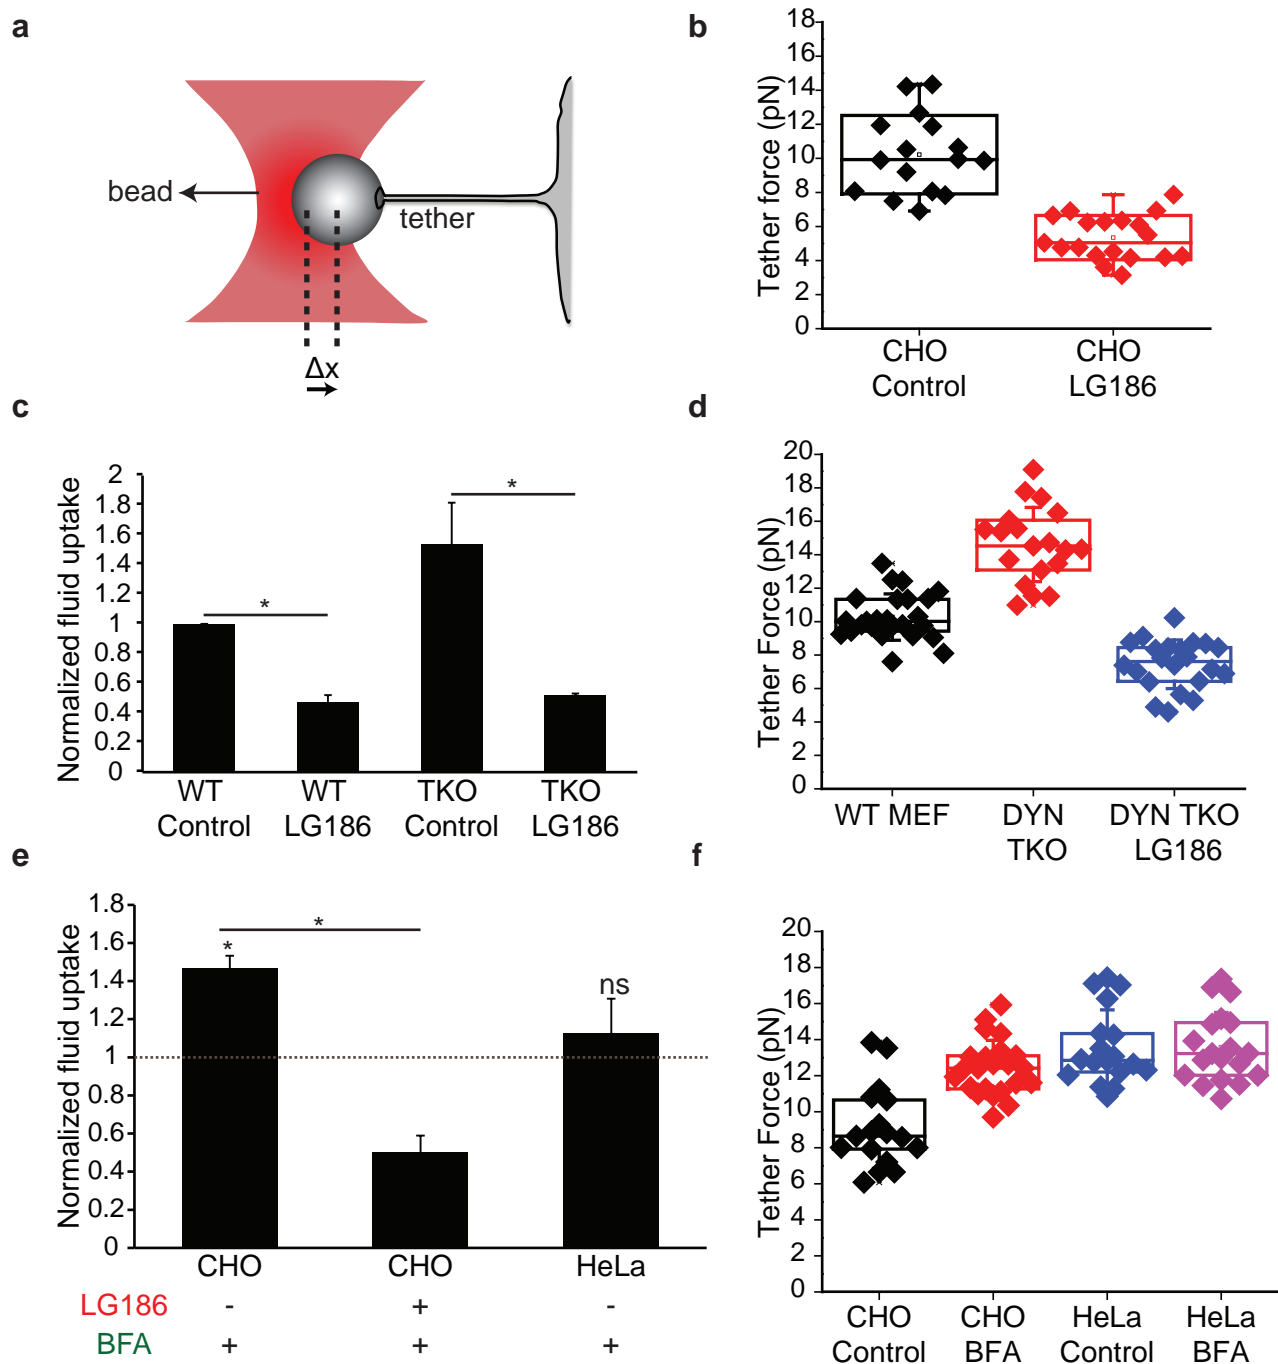 a
bead
tether
Δx
b
Tether force (pN)
18
16
14
12
10
8
6
4
2
0
CHO
Control
CHO
LG186
c
Normalized fluid uptake
2
1.8
1.6
1.4
1.2
1
0.8
0.6
0.4
0.2
0
*
*
WT
Control
WT
LG186
TKO
Control
TKO
LG186
d
Tether Force (pN)
20
18
16
14
12
10
8
6
4
2
0
WT MEF
DYN
TKO
DYN TKO
LG186
e
Normalized fluid uptake
1.8
1.6
1.4
1.2
1
0.8
0.6
0.4
0.2
0
*
*
ns
CHO
CHO
HeLa
LG186 - + -
BFA + + +
f
Tether Force (pN)
20
18
16
14
12
10
8
6
4
2
0
CHO
Control
CHO
BFA
HeLa
Control
HeLa
BFA